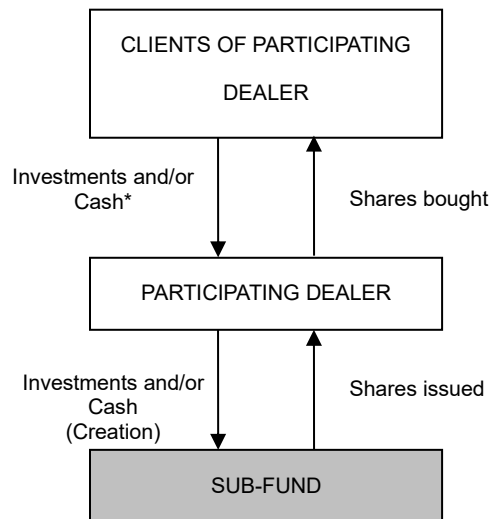 CLIENTS OF PARTICIPATING
DEALER
Investments and/or
Cash*
Shares bought
PARTICIPATING DEALER
Investments and/or
Cash
(Creation)
Shares issued
SUB-FUND